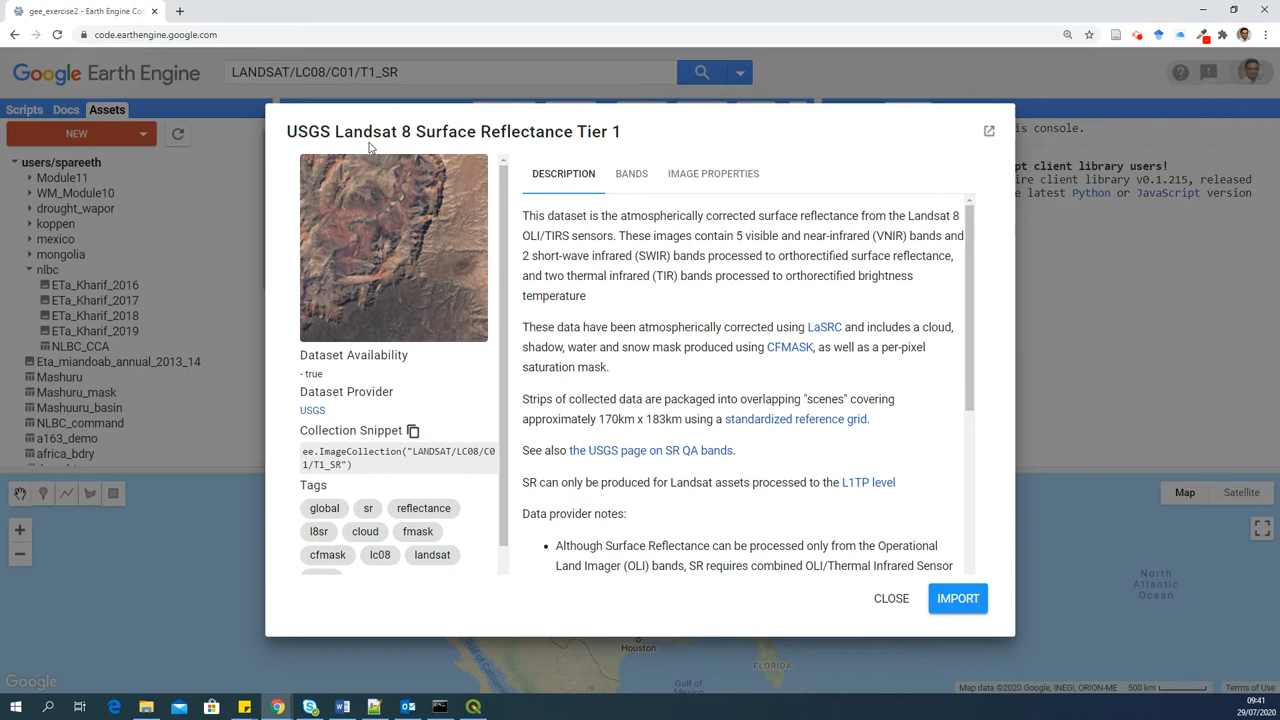 gee_exercise2 - Earth Engine Co
code.earthengine.google.com
Google Earth Engine
LANDSAT/LC08/C01/T1_SR
Scripts Docs Assets
NEW
users/spareeth
Module11
WM_Module10
drought_wapor
koppen
mexico
mongolia
nlbc
ETa_Kharif_2016
ETa_Kharif_2017
ETa_Kharif_2018
ETa_Kharif_2019
NLBC_CCA
Eta_miandoab_annual_2013_14
Mashuru
Mashuru_mask
Mashuuru_basin
NLBC_command
a163_demo
africa_bdry
is console.
pt client library users!
ire client library v0.1.215, released
e latest Python or JavaScript version
USGS Landsat 8 Surface Reflectance Tier 1
Dataset Availability
- true
Dataset Provider
USGS
Collection Snippet
ee.ImageCollection("LANDSAT/LC08/C0
1/T1_SR")
Tags
global sr reflectance
l8sr cloud fmask
cfmask lc08 landsat
DESCRIPTION BANDS IMAGE PROPERTIES
This dataset is the atmospherically corrected surface reflectance from the Landsat 8
OLI/TIRS sensors. These images contain 5 visible and near-infrared (VNIR) bands and
2 short-wave infrared (SWIR) bands processed to orthorectified surface reflectance,
and two thermal infrared (TIR) bands processed to orthorectified brightness
temperature
These data have been atmospherically corrected using LaSRC and includes a cloud,
shadow, water and snow mask produced using CFMASK, as well as a per-pixel
saturation mask.
Strips of collected data are packaged into overlapping "scenes" covering
approximately 170km x 183km using a standardized reference grid.
See also the USGS page on SR QA bands.
SR can only be produced for Landsat assets processed to the L1TP level
Data provider notes:
• Although Surface Reflectance can be processed only from the Operational
Land Imager (OLI) bands, SR requires combined OLI/Thermal Infrared Sensor
CLOSE IMPORT
Map Satellite
North
Atlantic
Ocean
Houston
FLORIDA
Gulf of
Gulf of California
Google
Map data ©2020 Google, INEGI, ORION-ME 500 km Terms of Use
09:41
29/07/2020